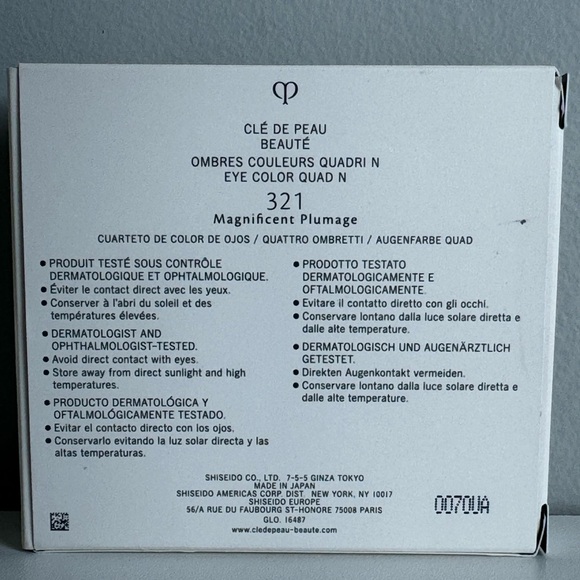 CLÉ DE PEAU
BEAUTÉ
OMBRES COULEURS QUADRI N
EYE COLOR QUAD N
321
Magnificent Plumage
CUARTETO DE COLOR DE OJOS / QUATTRO OMBRETTI / AUGENFARBE QUAD
• PRODUIT TESTÉ SOUS CONTRÔLE
DERMATOLOGIQUE ET OPHTALMOLOGIQUE.
• Éviter le contact direct avec les yeux.
• Conserver à l'abri du soleil et des
températures élevées.
• DERMATOLOGIST AND
OPHTHALMOLOGIST-TESTED.
• Avoid direct contact with eyes.
• Store away from direct sunlight and high
temperatures.
• PRODUCTO DERMATOLÓGICA Y
OFTALMOLÓGICAMENTE TESTADO.
• Evitar el contacto directo con los ojos.
• Conservarlo evitando la luz solar directa y las
altas temperaturas.
• PRODOTTO TESTATO
DERMATOLOGICAMENTE E
OFTALMOLOGICAMENTE.
• Evitare il contatto diretto con gli occhi.
• Conservare lontano dalla luce solare diretta e
dalle alte temperature.
• DERMATOLOGISCH UND AUGENÄRZTLICH
GETESTET.
• Direkten Augenkontakt vermeiden.
• Conservare lontano dalla luce solare diretta e
dalle alte temperature.
SHISEIDO CO., LTD. 7-5-5 GINZA TOKYO
MADE IN JAPAN
SHISEIDO AMERICAS CORP. DIST. NEW YORK, NY 10017
SHISEIDO EUROPE
56/A RUE DU FAUBOURG ST-HONORE 75008 PARIS
GLO. 16487
www.cledepeau-beaute.com
0070UA